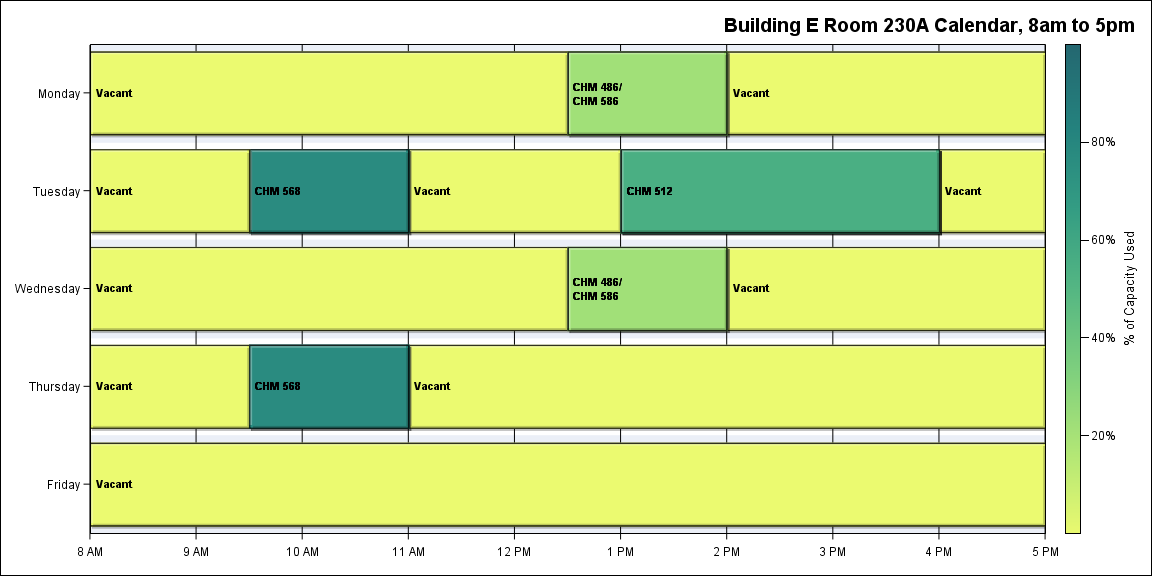 Building E Room 230A Calendar, 8am to 5pm
Monday
Vacant
CHM 486/
CHM 586
Vacant
Tuesday
Vacant
CHM 568
Vacant
CHM 512
Vacant
Wednesday
Vacant
CHM 486/
CHM 586
Vacant
Thursday
Vacant
CHM 568
Vacant
Friday
Vacant
8 AM 9 AM 10 AM 11 AM 12 PM 1 PM 2 PM 3 PM 4 PM 5 PM
80%
60%
40%
20%
% of Capacity Used